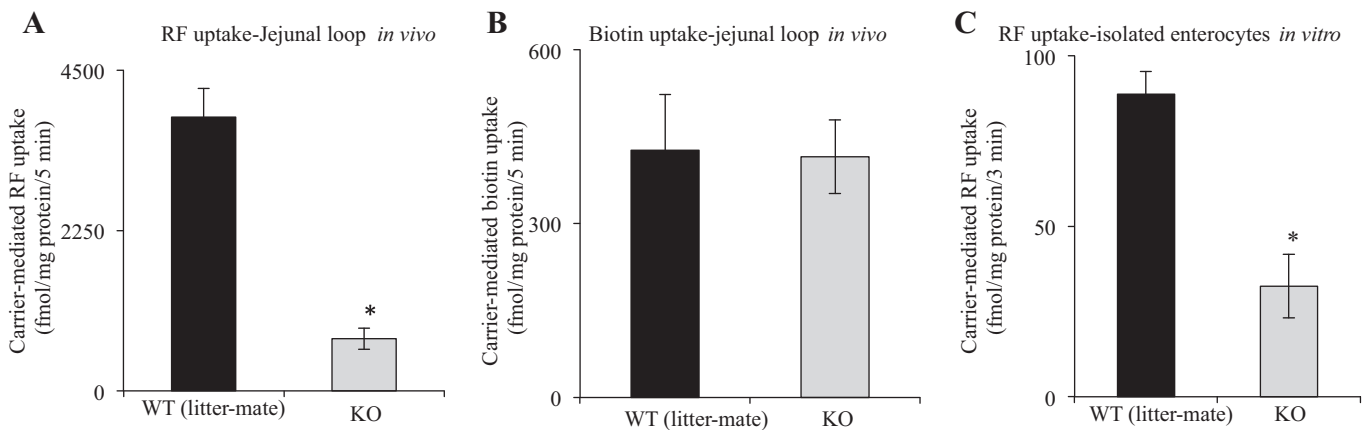 A
RF uptake-Jejunal loop in vivo
Carrier-mediated RF uptake
(fmol/mg protein/5 min)
4500
2250
0
*
WT (litter-mate)
KO
B
Biotin uptake-jejunal loop in vivo
Carrier-mediated biotin uptake
(fmol/mg protein/5 min)
600
300
0
WT (litter-mate)
KO
C
RF uptake-isolated enterocytes in vitro
Carrier-mediated RF uptake
(fmol/mg protein/3 min)
100
50
0
*
WT (litter-mate)
KO